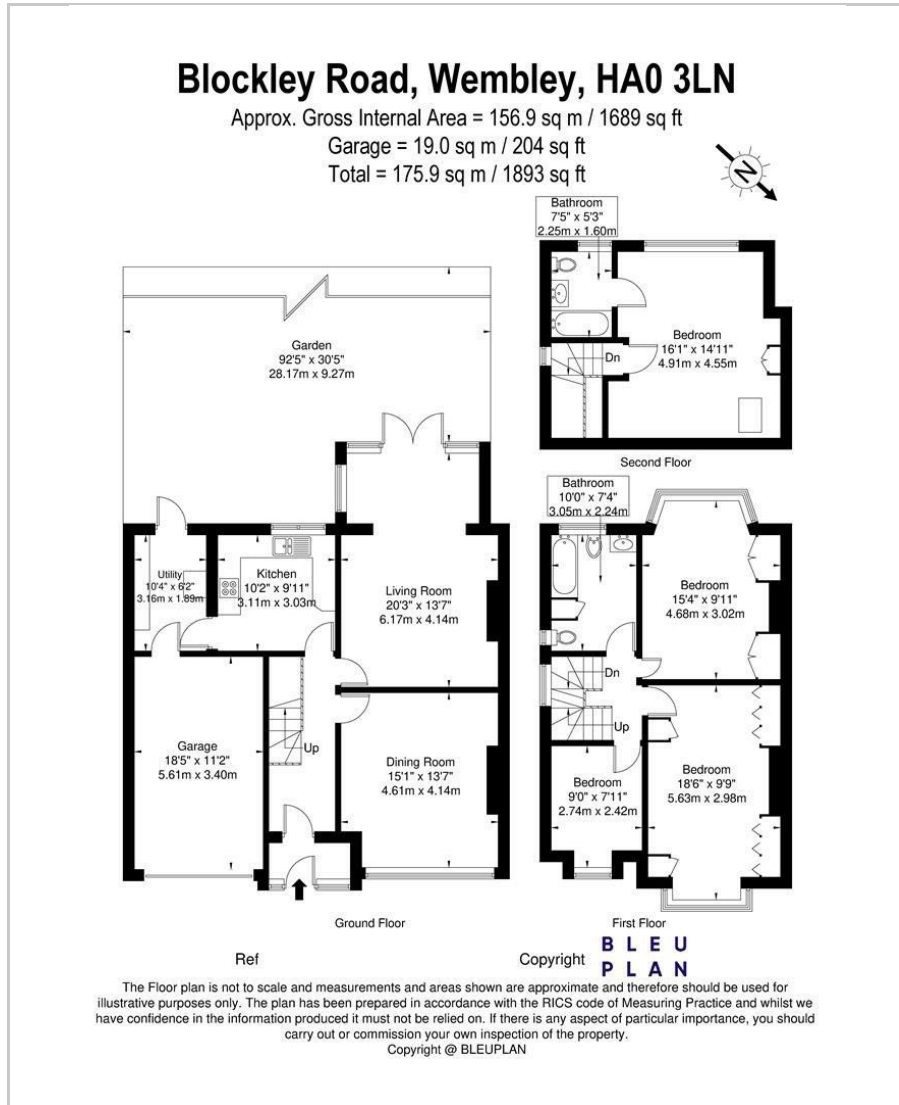 Blockley Road, Wembley, HA0 3LN
Approx. Gross Internal Area = 156.9 sq m / 1689 sq ft
Garage = 19.0 sq m / 204 sq ft
Total = 175.9 sq m / 1893 sq ft
N
Bathroom
7'5" x 5'3"
2.25m x 1.60m
Bedroom
16'1" x 14'11"
4.91m x 4.55m
Dn
Second Floor
Garden
92'5" x 30'5"
28.17m x 9.27m
Utility
10'4" x 6'2"
3.16m x 1.89m
Kitchen
10'2" x 9'11"
3.11m x 3.03m
Living Room
20'3" x 13'7"
6.17m x 4.14m
Garage
18'5" x 11'2"
5.61m x 3.40m
Up
Dining Room
15'1" x 13'7"
4.61m x 4.14m
Ground Floor
Bathroom
10'0" x 7'4"
3.05m x 2.24m
Bedroom
15'4" x 9'11"
4.68m x 3.02m
Dn
Up
Bedroom
9'0" x 7'11"
2.74m x 2.42m
Bedroom
18'6" x 9'9"
5.63m x 2.98m
First Floor
Ref
Copyright
BLEU
PLAN
The Floor plan is not to scale and measurements and areas shown are approximate and therefore should be used for
illustrative purposes only. The plan has been prepared in accordance with the RICS code of Measuring Practice and whilst we
have confidence in the information produced it must not be relied on. If there is any aspect of particular importance, you should
carry out or commission your own inspection of the property.
Copyright @ BLEUPLAN